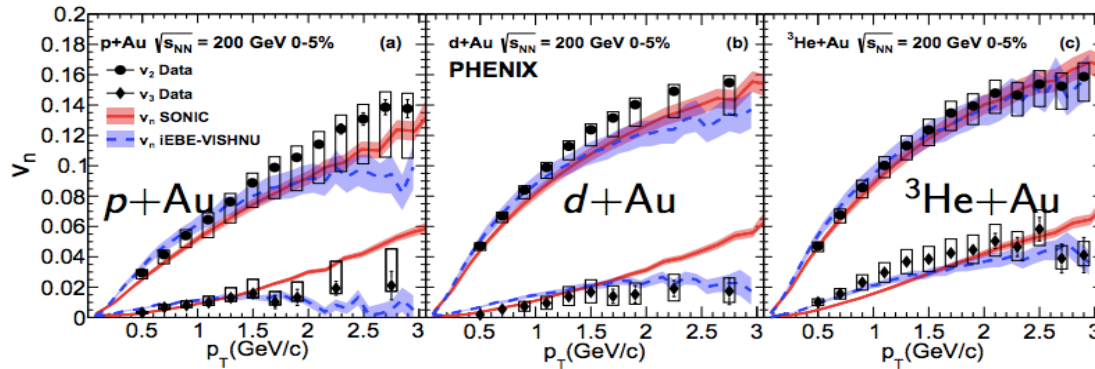 p+Au √sNN = 200 GeV 0-5% (a)
v2 Data
v3 Data
vn SONIC
vn iEBE-VISHNU
p+Au
d+Au √sNN = 200 GeV 0-5% (b)
PHENIX
d+Au
3He+Au √sNN = 200 GeV 0-5% (c)
3He+Au
vn
0.2
0.18
0.16
0.14
0.12
0.1
0.08
0.06
0.04
0.02
0
0.5 1 1.5 2 2.5 3
0.5 1 1.5 2 2.5 3
0.5 1 1.5 2 2.5 3
pT(GeV/c)
pT(GeV/c)
pT(GeV/c)